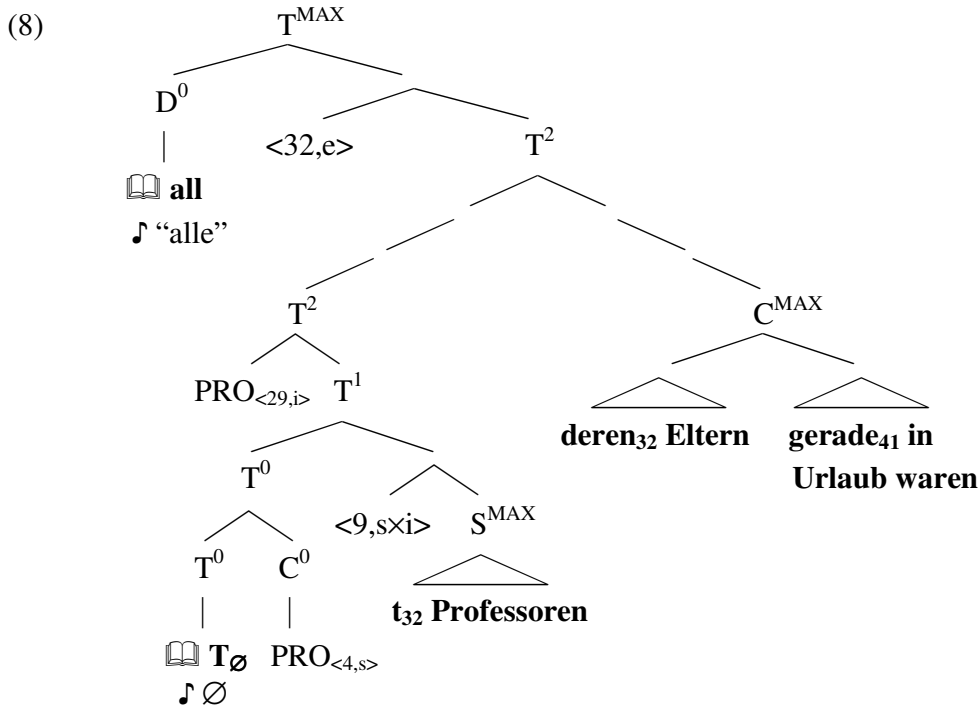 (8)
T^MAX
D^0
<32,e>
T^2
📖 all
♪ “alle”
T^2
C^MAX
PRO<29,i>
T^1
deren₃₂ Eltern
gerade₄₁ in
Urlaub waren
T^0
<9,s×i>
S^MAX
T^0
C^0
t₃₂ Professoren
📖 T∅
PRO<4,s>
♪ ∅